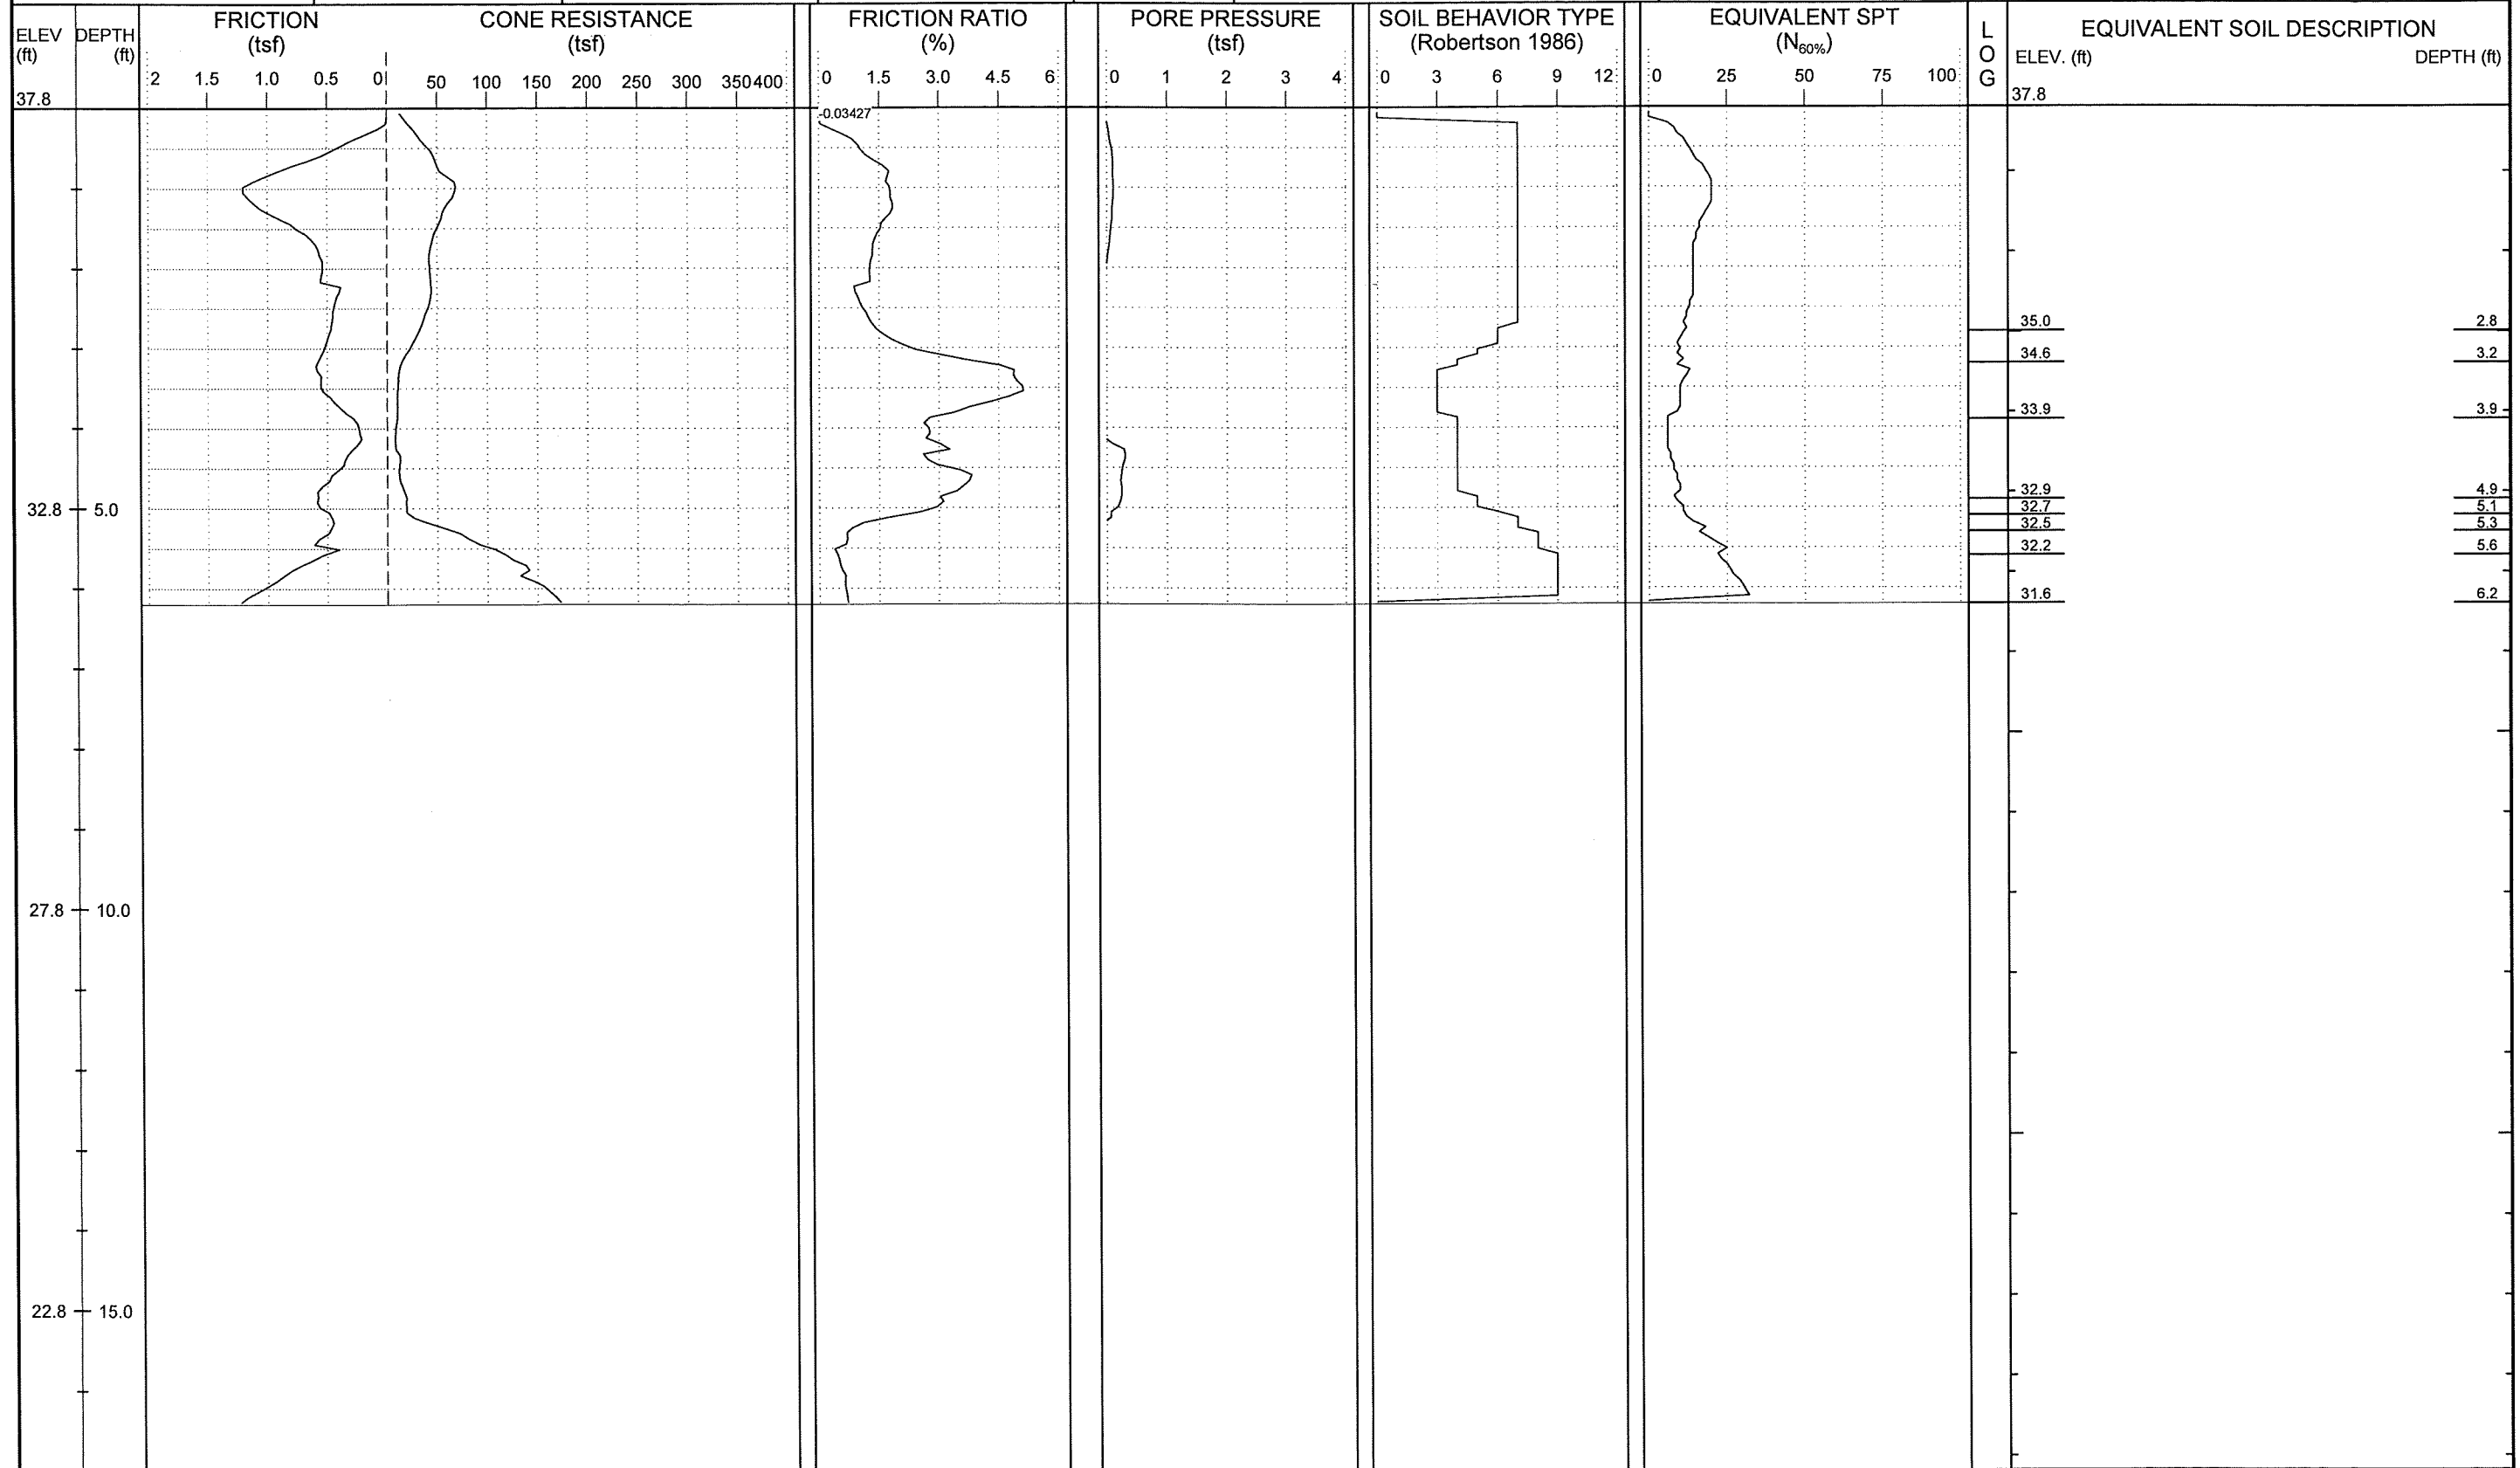 FRICTION CONE RESISTANCE FRICTION RATIO PORE PRESSURE SOIL BEHAVIOR TYPE EQUIVALENT SPT
ELEV DEPTH (tsf) (tsf) (%) (tsf) (Robertson 1986) (N60%) L EQUIVALENT SOIL DESCRIPTION
(ft) (ft) O ELEV. (ft) DEPTH (ft)
2 1.5 1.0 0.5 0 50 100 150 200 250 300 350 400 0 1.5 3.0 4.5 6 0 1 2 3 4 0 3 6 9 12 0 25 50 75 100 G
37.8 37.8
-0.03427
35.0 2.8
34.6 3.2
33.9 3.9
32.9 4.9
32.8 5.0 32.7 5.1
32.5 5.3
32.2 5.6
31.6 6.2
27.8 10.0
22.8 15.0